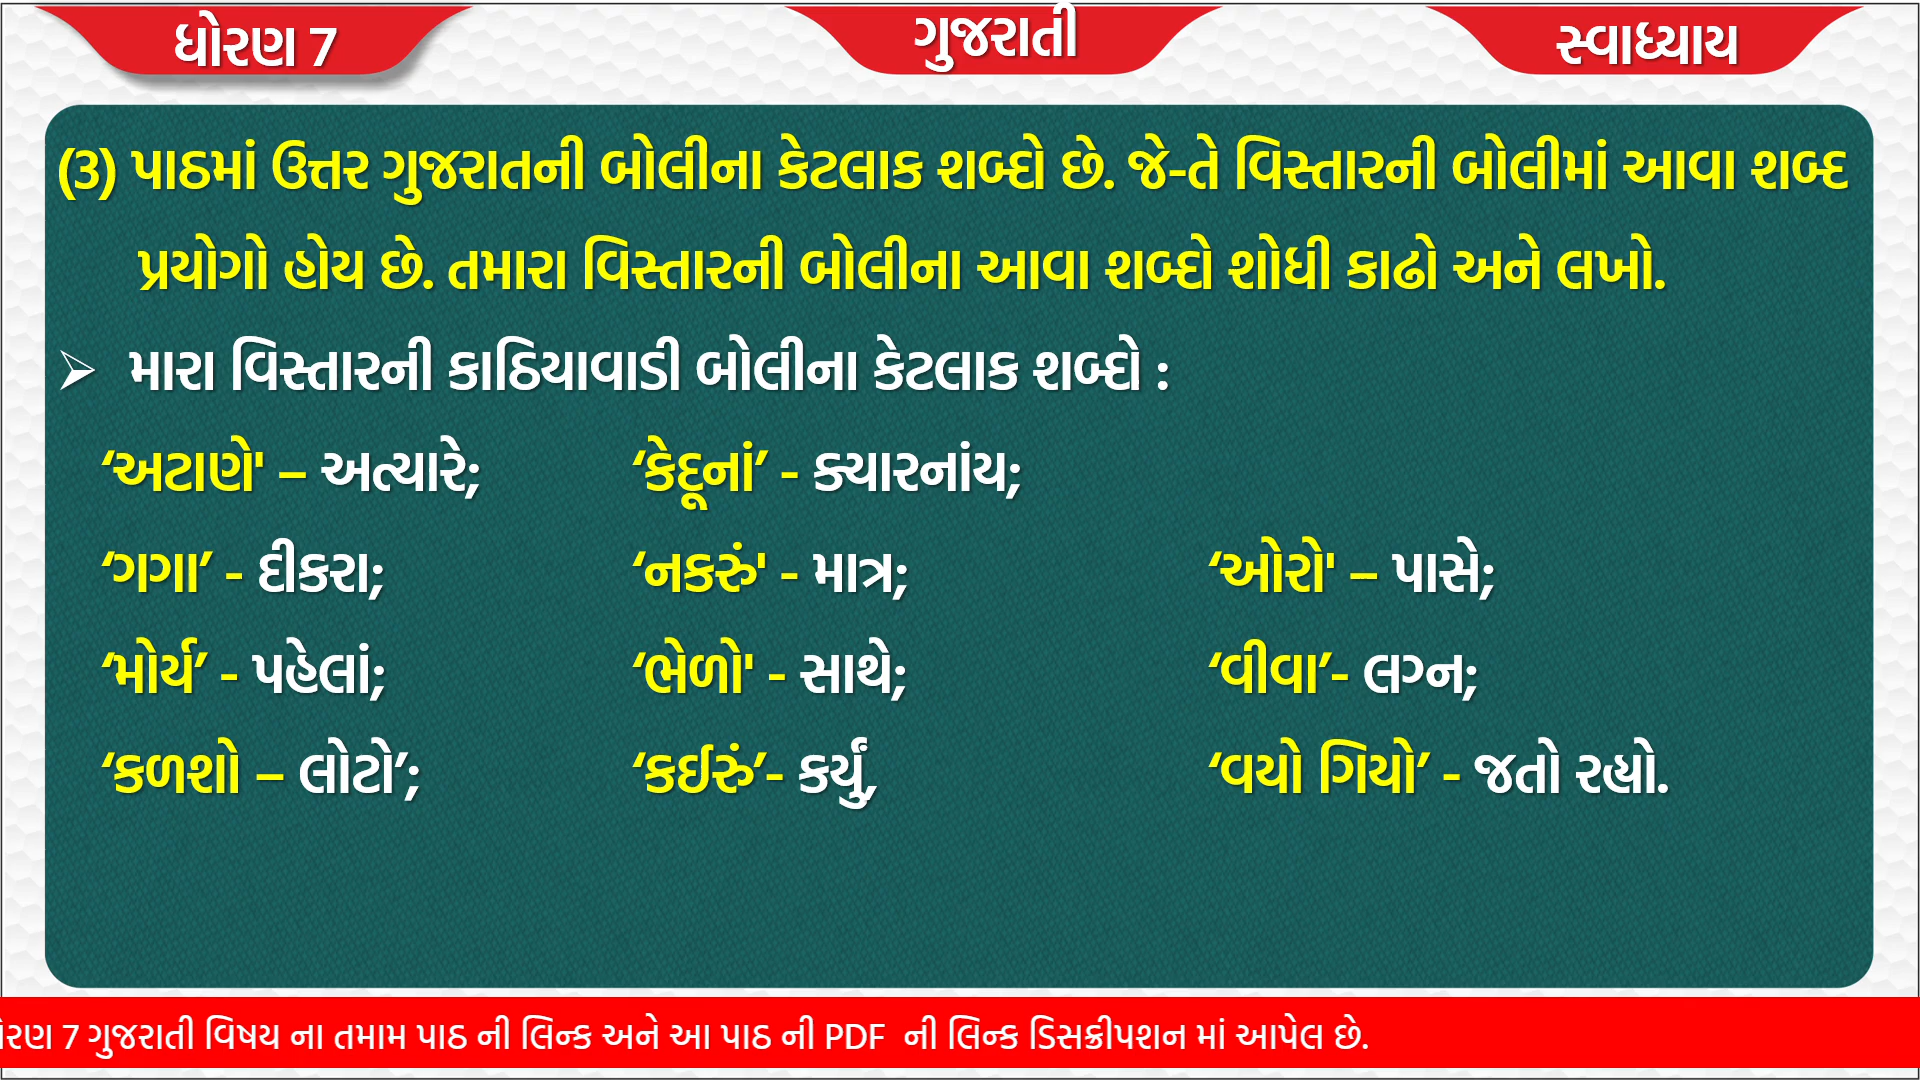 ધોરણ 7 ગુજરાતી સ્વાધ્યાય
(૩) પાઠમાં ઉત્તર ગુજરાતની બોલીના કેટલાક શબ્દો છે. જે-તે વિસ્તારની બોલીમાં આવા શબ્દ
પ્રયોગો હોય છે. તમારા વિસ્તારની બોલીના આવા શબ્દો શોધી કાઢો અને લખો.
➢ મારા વિસ્તારની કાઠિયાવાડી બોલીના કેટલાક શબ્દો :
‘અટાણે' – અત્યારે; ‘કેદૂનાં’ - ક્યારનાંય;
‘ગગા’ - દીકરા; ‘નકરું' - માત્ર; ‘ઓરો' – પાસે;
‘મોર્ય’ - પહેલાં; ‘ભેળો' - સાથે; ‘વીવા’- લગ્ન;
‘કળશો – લોટો’; ‘કઈરું’- કર્યું, ‘વયો ગિયો’ - જતો રહ્યો.
રણ 7 ગુજરાતી વિષય ના તમામ પાઠ ની લિન્ક અને આ પાઠ ની PDF ની લિન્ક ડિસક્રીપશન માં આપેલ છે.